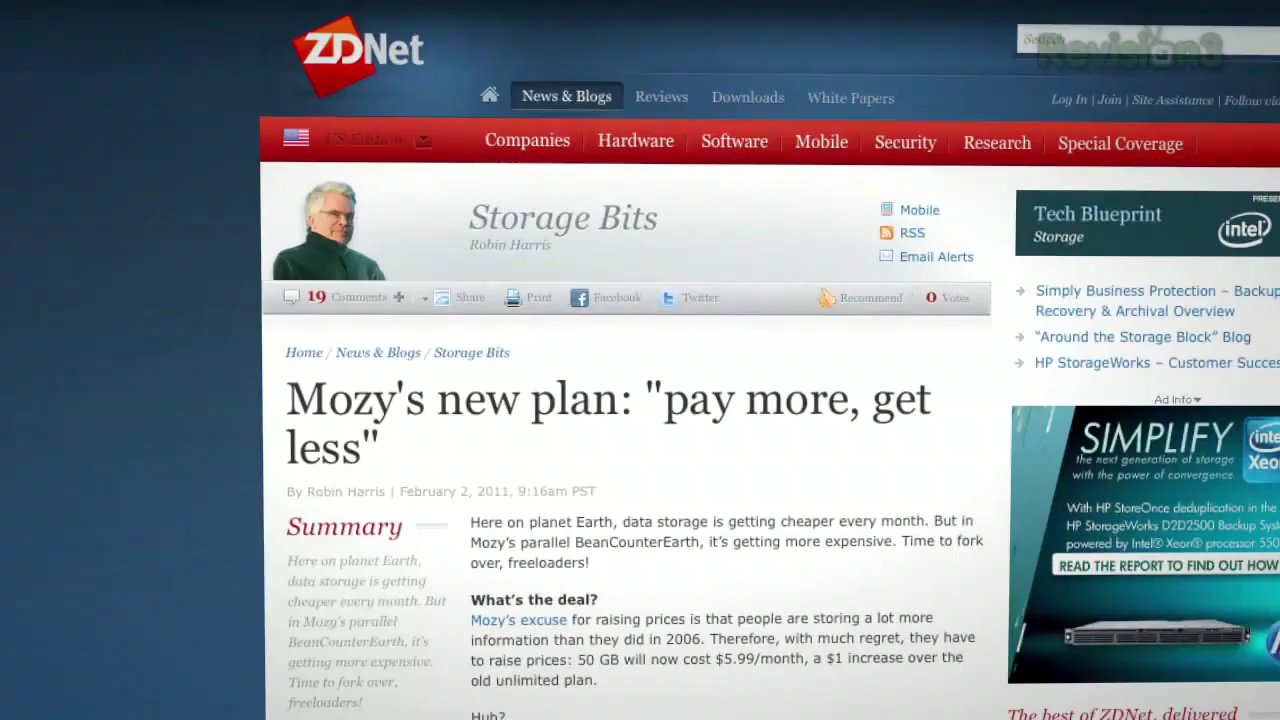 ZDNet
Search
Revision3
News & Blogs
Reviews
Downloads
White Papers
Log In | Join | Site Assistance | Follow via
US Edition
Companies
Hardware
Software
Mobile
Security
Research
Special Coverage
Storage Bits
Robin Harris
Mobile
RSS
Email Alerts
Tech Blueprint
Storage
intel
19 Comments
Share
Print
Facebook
Twitter
Recommend
0 Votes
Simply Business Protection – Backup
Recovery & Archival Overview
"Around the Storage Block" Blog
HP StorageWorks – Customer
Home / News & Blogs / Storage Bits
Mozy's new plan: "pay more, get
less"
By Robin Harris | February 2, 2011, 9:16am PST
Summary
Here on planet Earth,
data storage is getting
cheaper every month. But
in Mozy's parallel
BeanCounterEarth, it's
getting more expensive.
Time to fork over,
freeloaders!
Here on planet Earth, data storage is getting cheaper every month. But in
Mozy's parallel BeanCounterEarth, it's getting more expensive. Time to fork
over, freeloaders!
What's the deal?
Mozy's excuse for raising prices is that people are storing a lot more
information than they did in 2006. Therefore, with much regret, they have
to raise prices: 50 GB will now cost $5.99/month, a $1 increase over the
old unlimited plan.
Huh?
Ad Info
SIMPLIFY
the next generation of storage
with the power of convergence.
Xeo
With HP StoreOnce deduplication in the
HP StorageWorks D2D2500 Backup
powered by Intel® Xeon® processor
READ THE REPORT TO FIND OUT HOW
The best of ZDNet, delivered